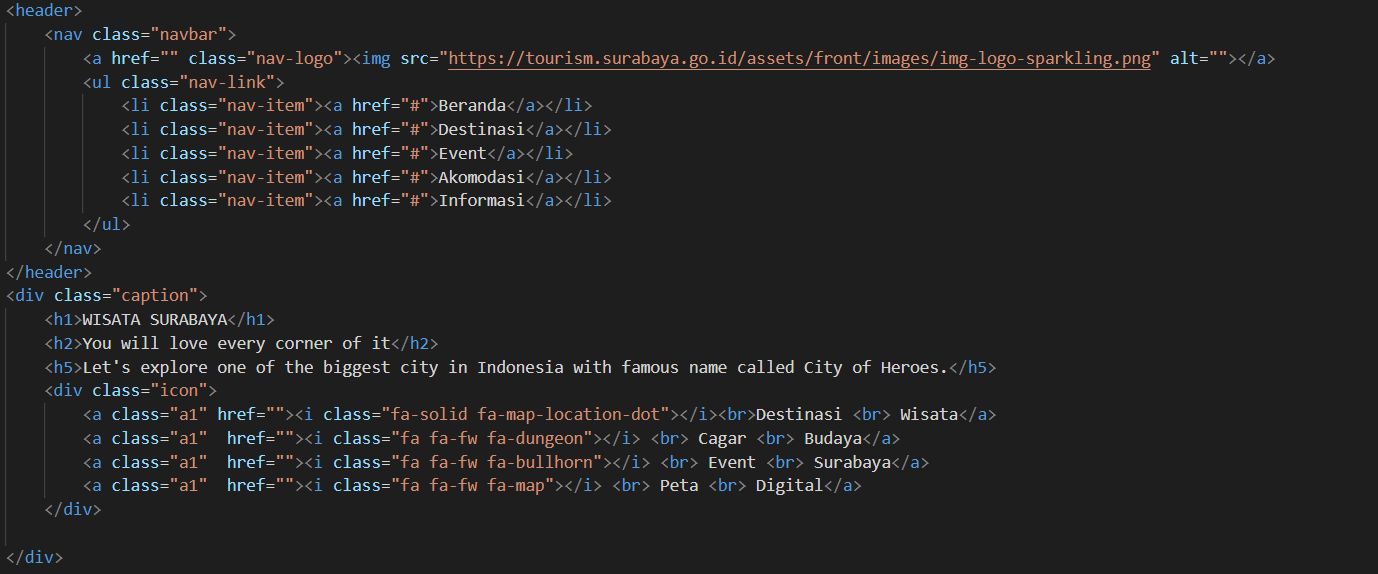 <header>
<nav class="navbar">
<a href="" class="nav-logo"><img src="https://tourism.surabaya.go.id/assets/front/images/img-logo-sparkling.png" alt=""></a>
<ul class="nav-link">
<li class="nav-item"><a href="#">Beranda</a></li>
<li class="nav-item"><a href="#">Destinasi</a></li>
<li class="nav-item"><a href="#">Event</a></li>
<li class="nav-item"><a href="#">Akomodasi</a></li>
<li class="nav-item"><a href="#">Informasi</a></li>
</ul>
</nav>
</header>
<div class="caption">
<h1>WISATA SURABAYA</h1>
<h2>You will love every corner of it</h2>
<h5>Let's explore one of the biggest city in Indonesia with famous name called City of Heroes.</h5>
<div class="icon">
<a class="a1" href=""><i class="fa-solid fa-map-location-dot"></i><br>Destinasi <br> Wisata</a>
<a class="a1"  href=""><i class="fa fa-fw fa-dungeon"></i> <br> Cagar <br> Budaya</a>
<a class="a1"  href=""><i class="fa fa-fw fa-bullhorn"></i> <br> Event <br> Surabaya</a>
<a class="a1"  href=""><i class="fa fa-fw fa-map"></i> <br> Peta <br> Digital</a>
</div>
</div>